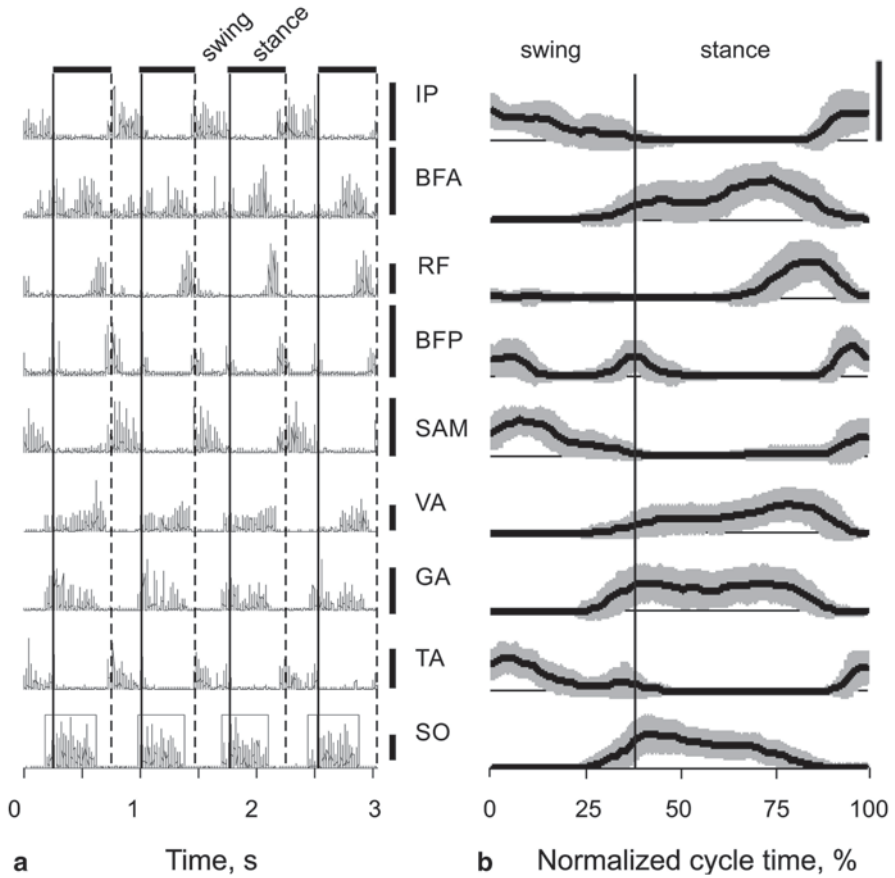 swing stance
swing stance
IP
BFA
RF
BFP
SAM
VA
GA
TA
SO
0 1 2 3
0 25 50 75 100
a Time, s
b Normalized cycle time, %